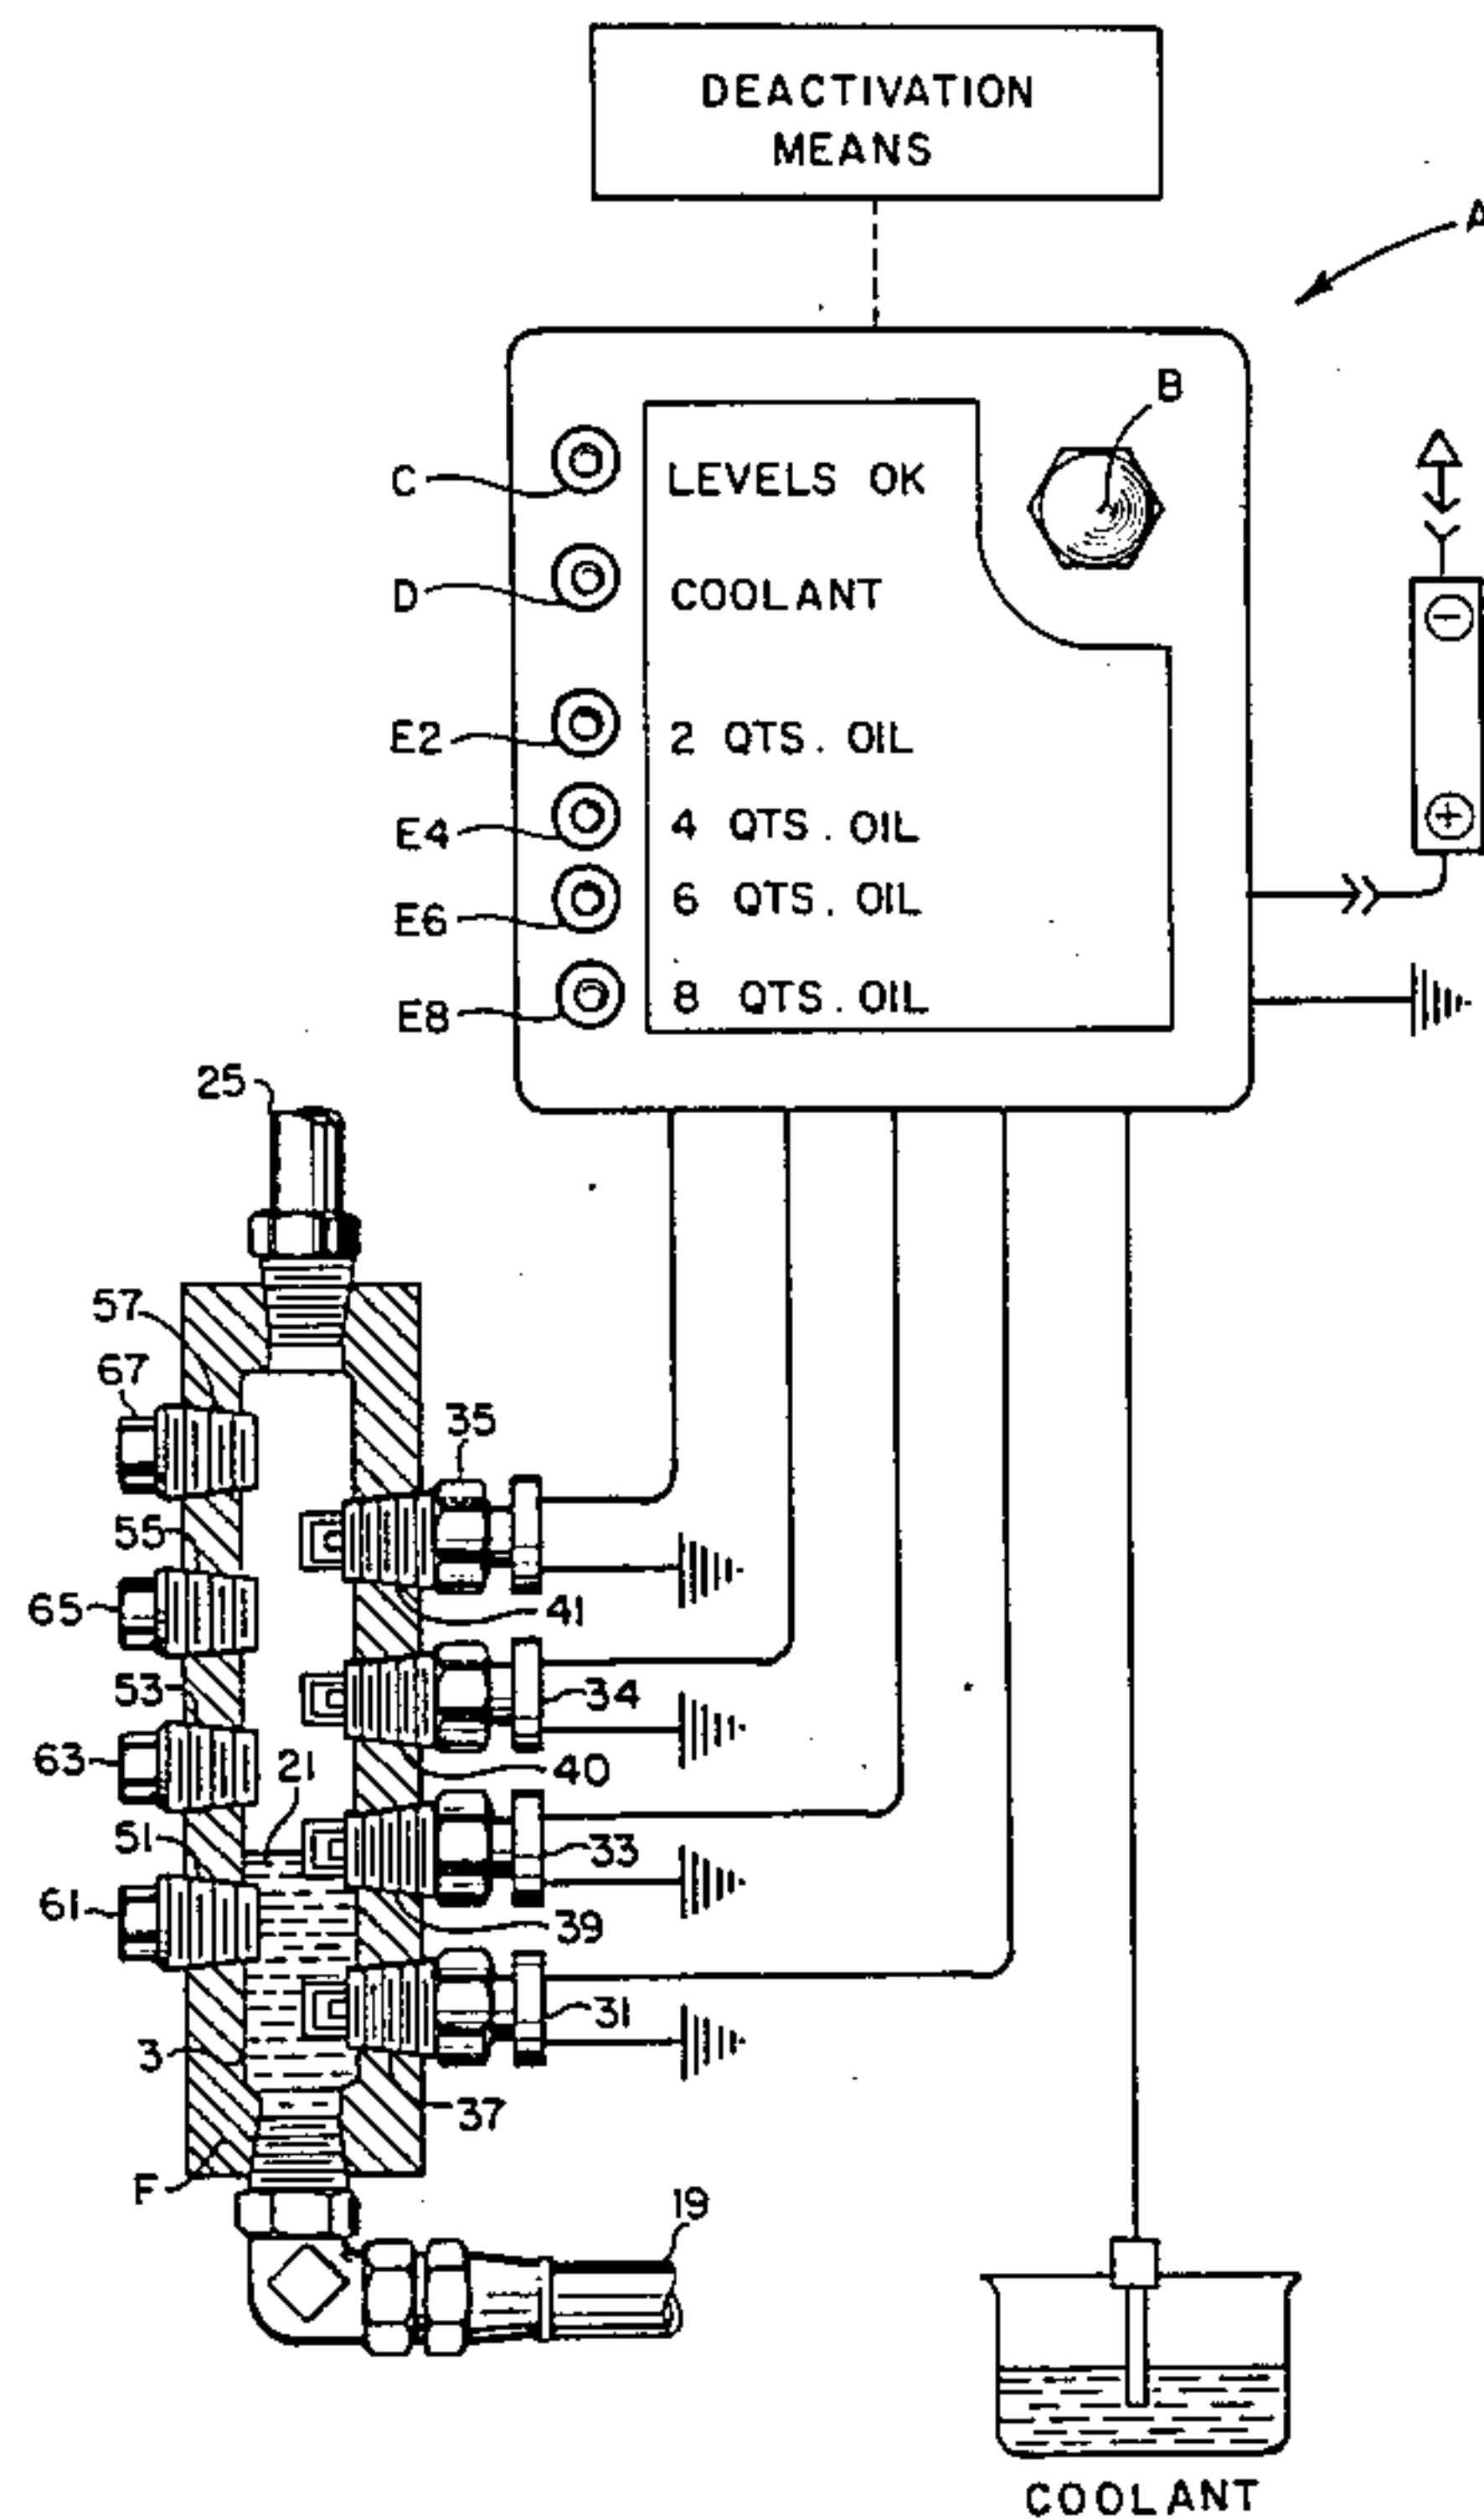 DEACTIVATION
MEANS
A
B
C
LEVELS OK
D
COOLANT
E2
2 QTS. OIL
E4
4 QTS. OIL
E6
6 QTS. OIL
E8
8 QTS. OIL
−
+
25
57
67
35
55
65
41
53
34
63
21
40
51
33
61
39
31
3
37
F
19
COOLANT